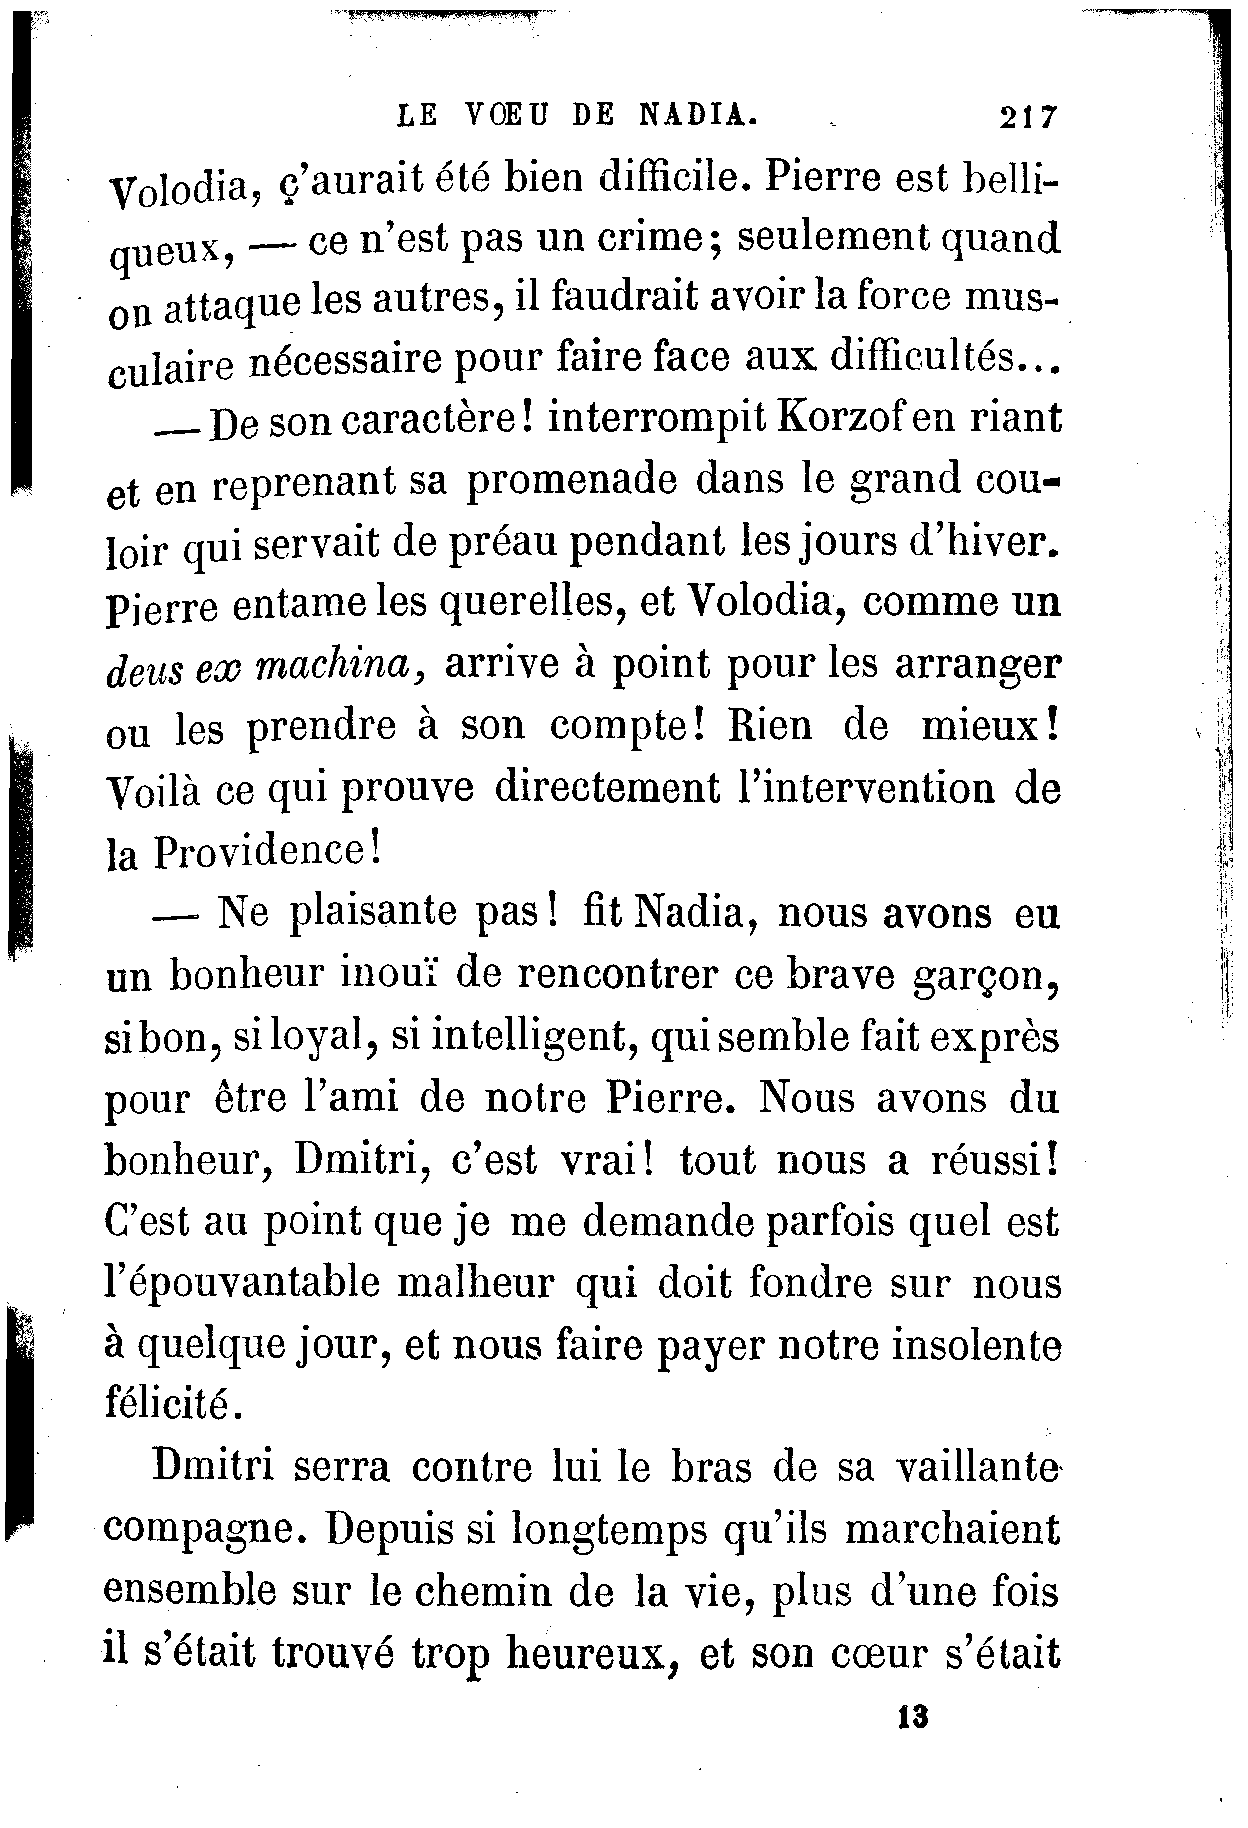 LE VŒU DE NADIA. 217
Volodia, ç'aurait été bien difficile. Pierre est belli-
queux, — ce n'est pas un crime; seulement quand
on attaque les autres, il faudrait avoir la force mus-
culaire nécessaire pour faire face aux difficultés...
— De son caractère! interrompit Korzof en riant
et en reprenant sa promenade dans le grand cou-
loir qui servait de préau pendant les jours d'hiver.
Pierre entame les querelles, et Volodia, comme un
deus ex machina, arrive à point pour les arranger
ou les prendre à son compte! Rien de mieux!
Voilà ce qui prouve directement l'intervention de
la Providence!
— Ne plaisante pas! fit Nadia, nous avons eu
un bonheur inouï de rencontrer ce brave garçon,
si bon, si loyal, si intelligent, qui semble fait exprès
pour être l'ami de notre Pierre. Nous avons du
bonheur, Dmitri, c'est vrai! tout nous a réussi!
C'est au point que je me demande parfois quel est
l'épouvantable malheur qui doit fondre sur nous
à quelque jour, et nous faire payer notre insolente
félicité.
Dmitri serra contre lui le bras de sa vaillante
compagne. Depuis si longtemps qu'ils marchaient
ensemble sur le chemin de la vie, plus d'une fois
il s'était trouvé trop heureux, et son cœur s'était
13